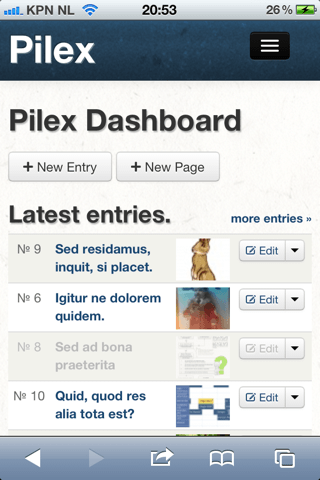 KPN NL 20:53 26%
Pilex
Pilex Dashboard
+ New Entry + New Page
Latest entries. more entries »
№ 9 Sed residamus, Edit
inquit, si placet.
№ 6 Igitur ne dolorem Edit
quidem.
№ 8 Sed ad bona Edit
praeterita
№ 10 Quid, quod res Edit
alia tota est?